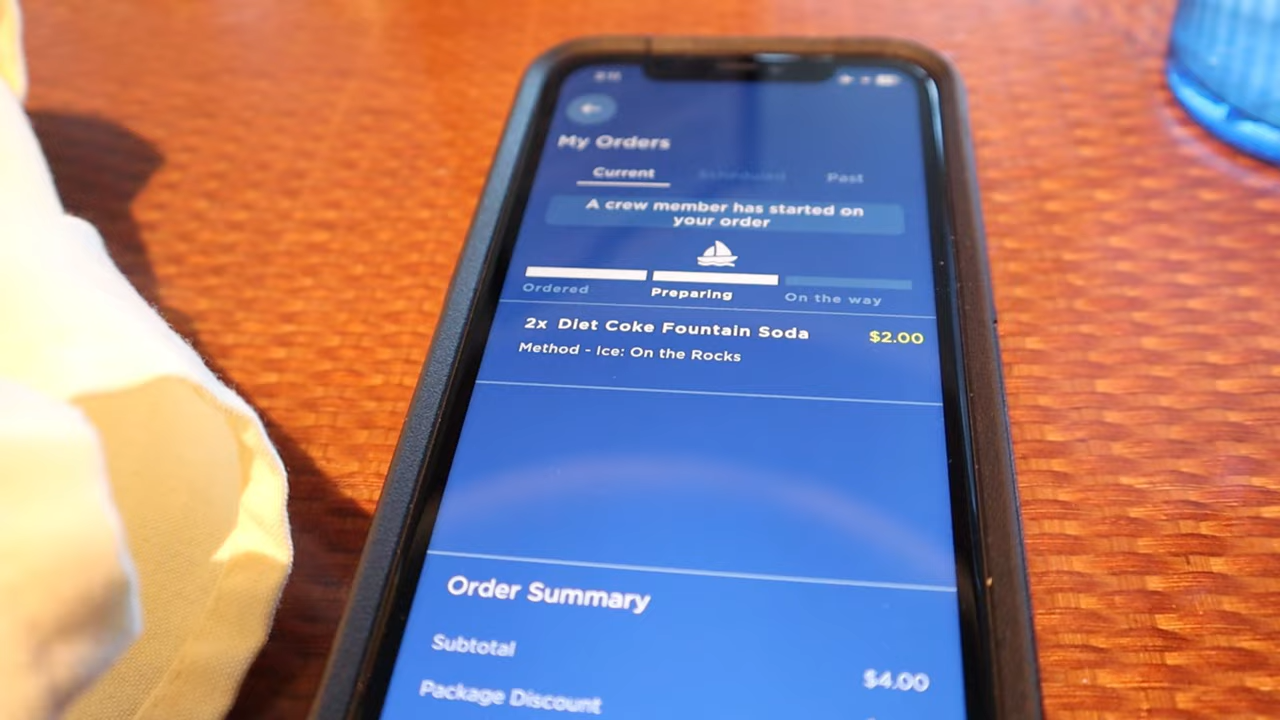 My Orders
Current Scheduled Past
A crew member has started on
your order
Ordered Preparing On the way
2x Diet Coke Fountain Soda $2.00
Method - Ice: On the Rocks
Order Summary
Subtotal $4.00
Package Discount